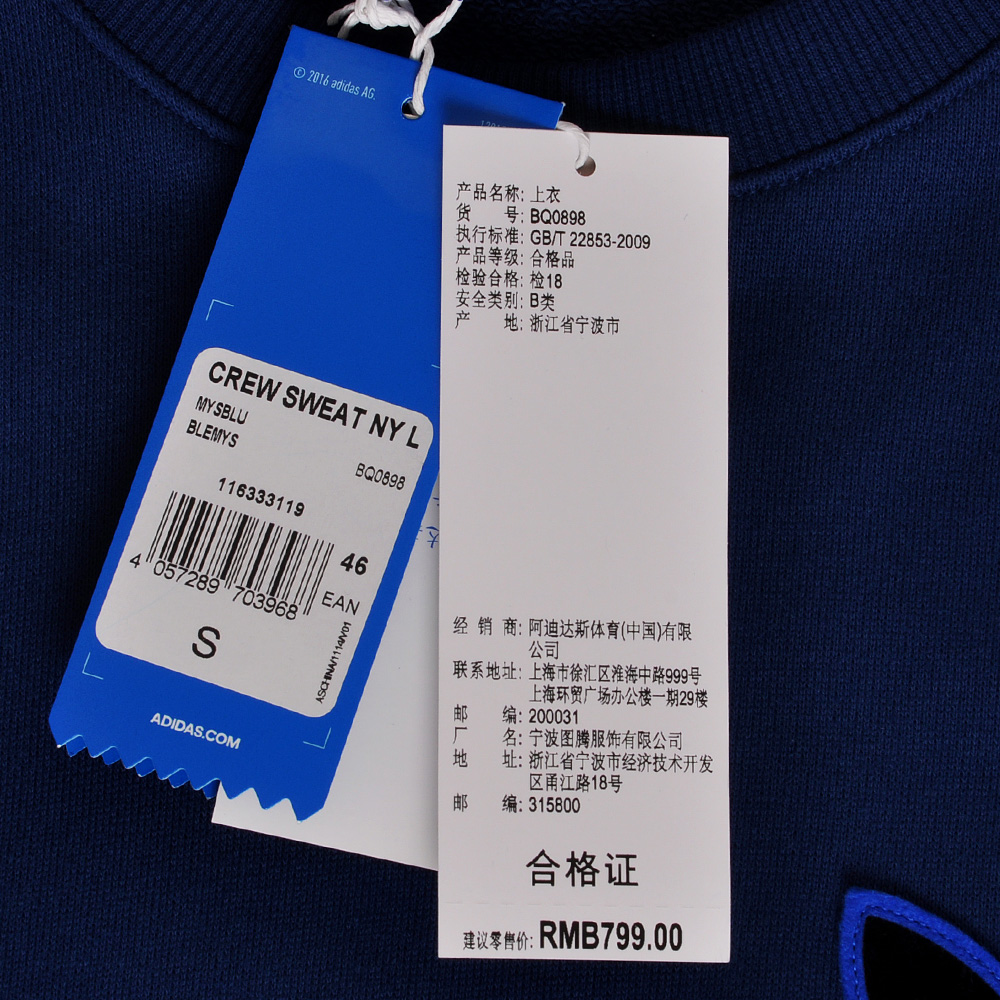 © 2016 adidas AG.
CREW SWEAT NY L
MYSBLU
BLEMYS
BQ0898
116333119
46
4 057289 703968 EAN
S
ASCHINA/1114/V01
ADIDAS.COM
产品名称: 上衣
货 号: BQ0898
执行标准: GB/T 22853-2009
产品等级: 合格品
检验合格: 检18
安全类别: B类
产 地: 浙江省宁波市
经 销 商: 阿迪达斯体育(中国)有限
公司
联系地址: 上海市徐汇区淮海中路999号
上海环贸广场办公楼一期29楼
邮 编: 200031
厂 名: 宁波图腾服饰有限公司
地 址: 浙江省宁波市经济技术开发
区甬江路18号
邮 编: 315800
合格证
建议零售价: RMB799.00